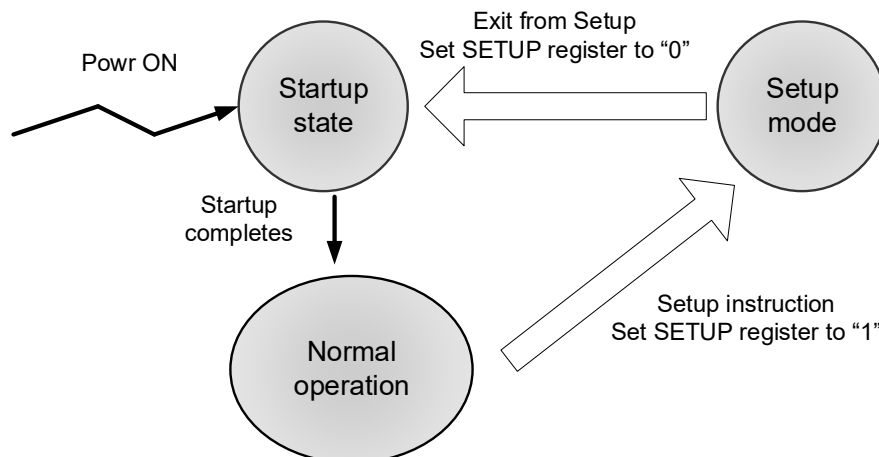 Exit from Setup
Set SETUP register to “0”
Powr ON
Startup
state
Setup
mode
Startup
completes
Setup instruction
Set SETUP register to “1”
Normal
operation